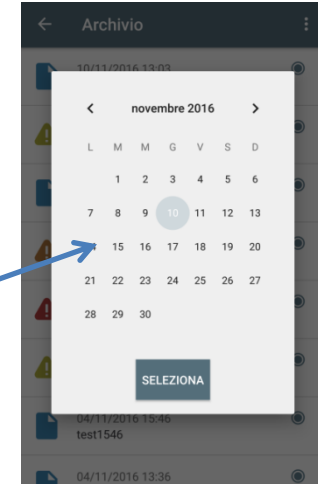 Archivio
10/11/2016 13:03
novembre 2016
L M M G V S D
1 2 3 4 5 6
7 8 9 10 11 12 13
15 16 17 18 19 20
21 22 23 24 25 26 27
28 29 30
SELEZIONA
04/11/2016 15:46
test1546
04/11/2016 13:36